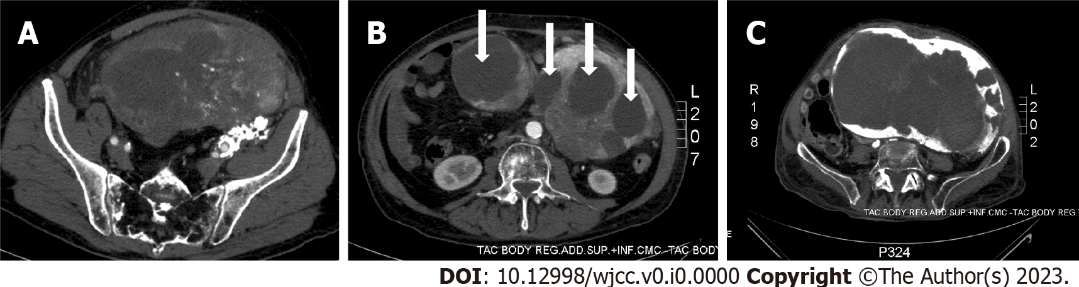 A
B
C
L
2
0
7
R
1
9
8
L
2
0
2
TAC BODY REG.ADD.SUP.+INF.CMC -TAC BODY
E
TAC BODY REG.ADD.SUP.+INF.CMC -TAC BODY REG
P324
DOI: 10.12998/wjcc.v0.i0.0000 Copyright ©The Author(s) 2023.